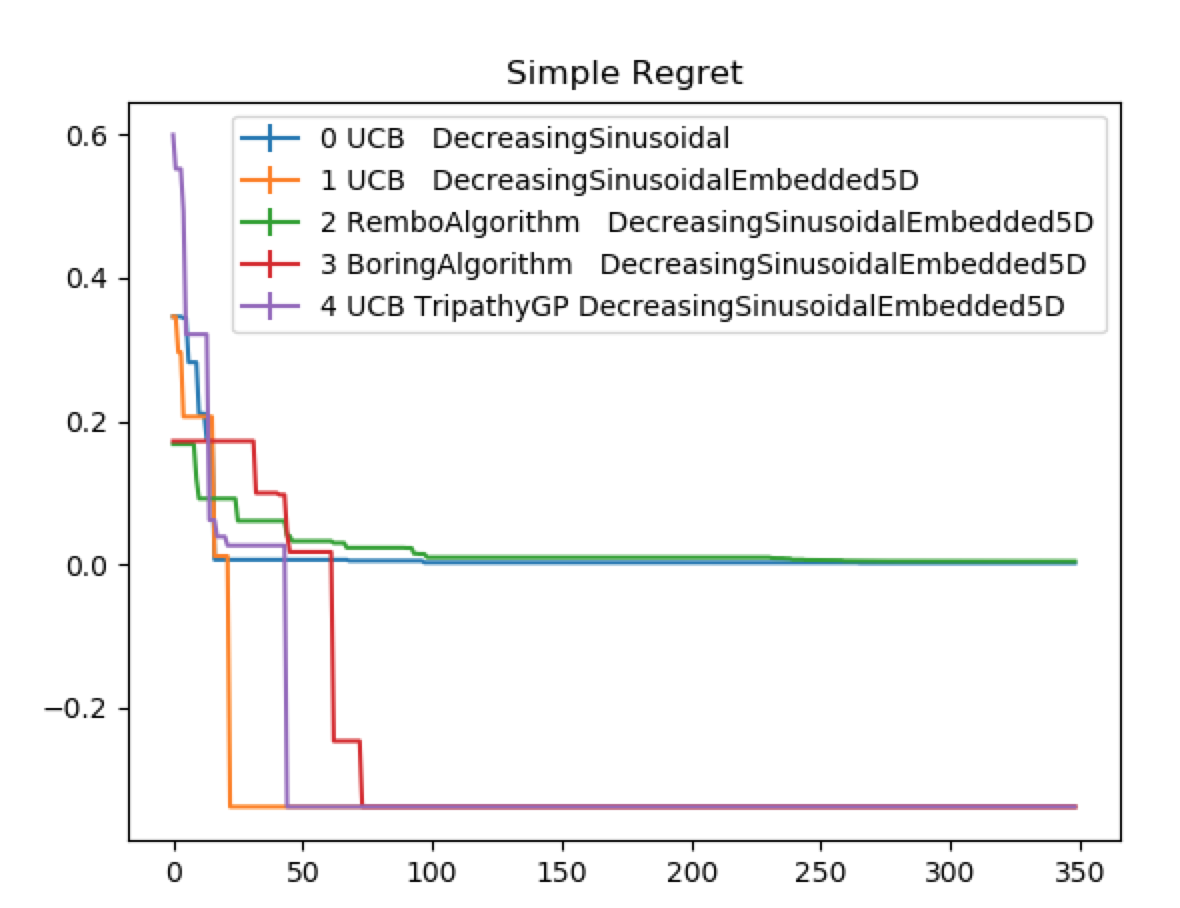 Simple Regret
0.6
0.4
0.2
0.0
−0.2
0 UCB   DecreasingSinusoidal
1 UCB   DecreasingSinusoidalEmbedded5D
2 RemboAlgorithm   DecreasingSinusoidalEmbedded5D
3 BoringAlgorithm   DecreasingSinusoidalEmbedded5D
4 UCB TripathyGP DecreasingSinusoidalEmbedded5D
0 50 100 150 200 250 300 350